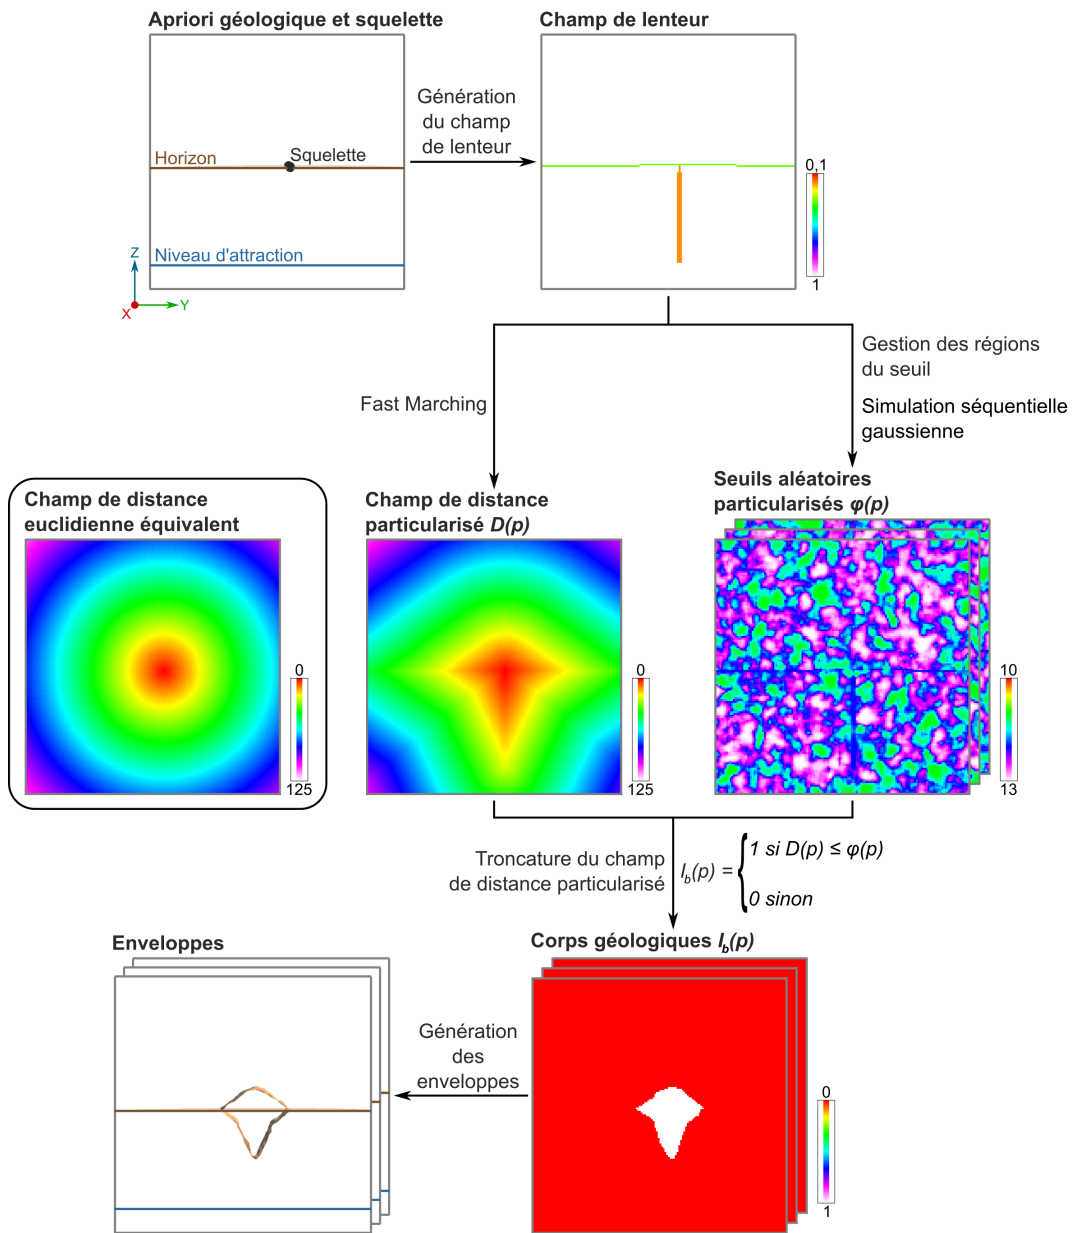 Apriori géologique et squelette
Champ de lenteur
Génération
du champ
de lenteur
Horizon
Squelette
Niveau d'attraction
Z
Y
X
0,1
1
Gestion des régions
du seuil
Fast Marching
Simulation séquentielle
gaussienne
Champ de distance
euclidienne équivalent
Champ de distance
particularisé D(p)
Seuils aléatoires
particularisés φ(p)
0
125
0
125
10
13
Troncature du champ
de distance particularisé
I_b(p) =
1 si D(p) ≤ φ(p)
0 sinon
Enveloppes
Corps géologiques I_b(p)
Génération
des
enveloppes
0
1